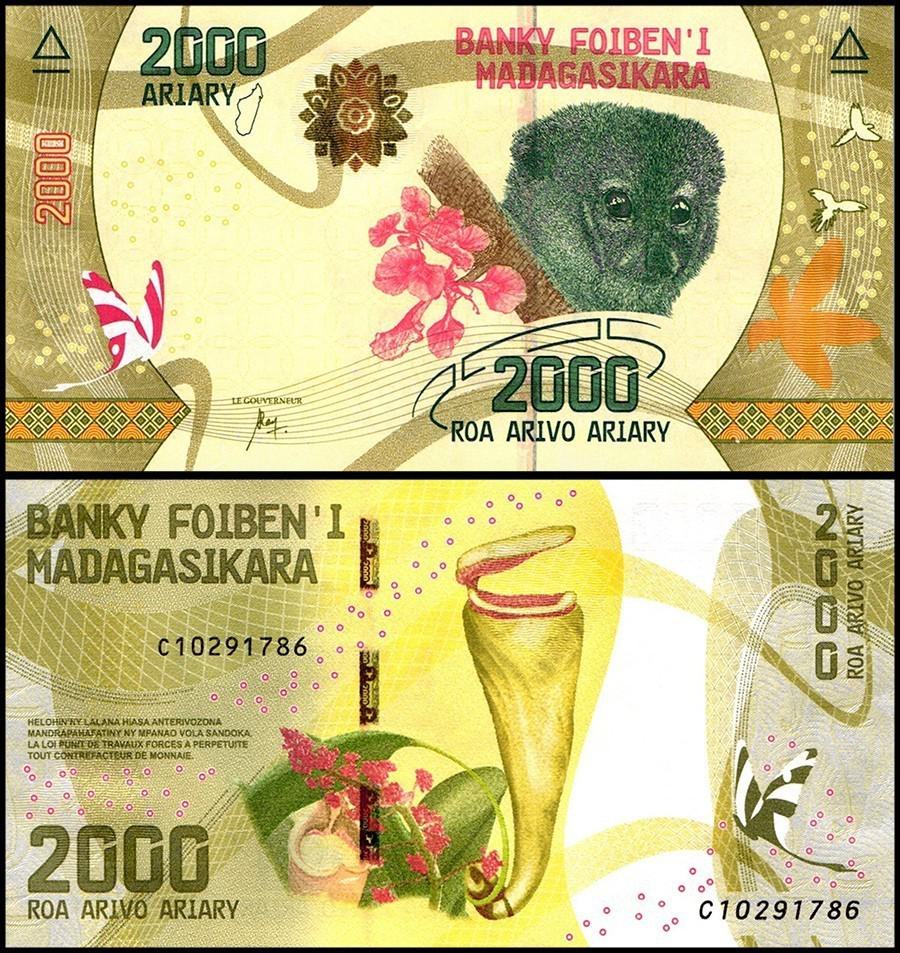 2000
ARIARY
BANKY FOIBEN'I
MADAGASIKARA
2000
LE GOUVERNEUR
2000
ROA ARIVO ARIARY
BANKY FOIBEN'I
MADAGASIKARA
C10291786
2000
ROA ARIVO ARIARY
HELOHIN'NY LALANA HIASA ANTERIVOZONA
MANDRAPAHAFATINY NY MPANAO VOLA SANDOKA.
LA LOI PUNIT DE TRAVAUX FORCES A PERPETUITE
TOUT CONTREFACTEUR DE MONNAIE.
2000
ROA ARIVO ARIARY
C10291786